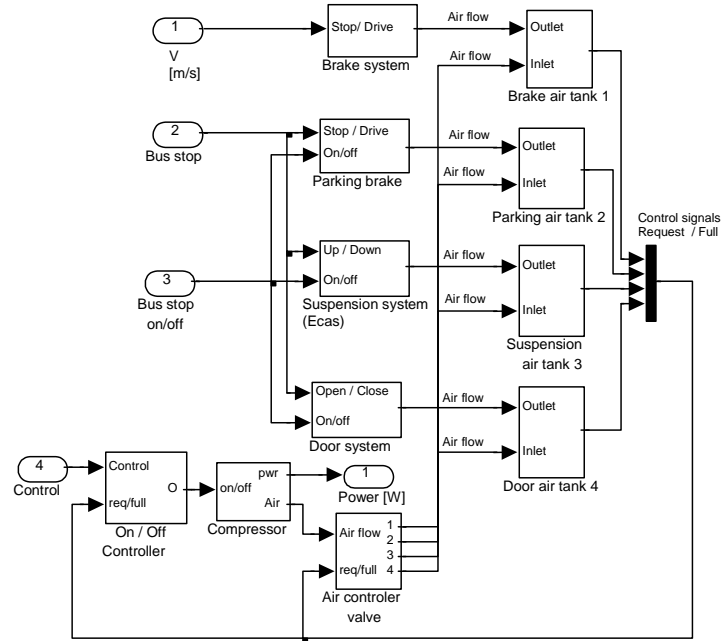 1
V
[m/s]
Stop/ Drive
Brake system
Air flow
Outlet
Air flow
Inlet
Brake air tank 1
2
Bus stop
Stop / Drive
On/off
Parking brake
Air flow
Outlet
Air flow
Inlet
Parking air tank 2
Control signals
Request / Full
3
Bus stop
on/off
Up / Down
On/off
Suspension system
(Ecas)
Air flow
Outlet
Air flow
Inlet
Suspension
air tank 3
Open / Close
On/off
Door system
Air flow
Outlet
Air flow
Inlet
Door air tank 4
4
Control
Control
req/full
O
On / Off
Controller
on/off
pwr
Air
Compressor
1
Power [W]
Air flow
req/full
1
2
3
4
Air controler
valve